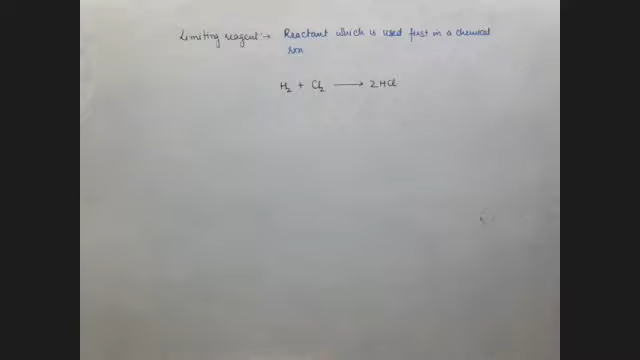 Limiting reagent :→ Reactant which is used first in a chemical
rxn
H₂ + Cl₂ ⟶ 2HCl